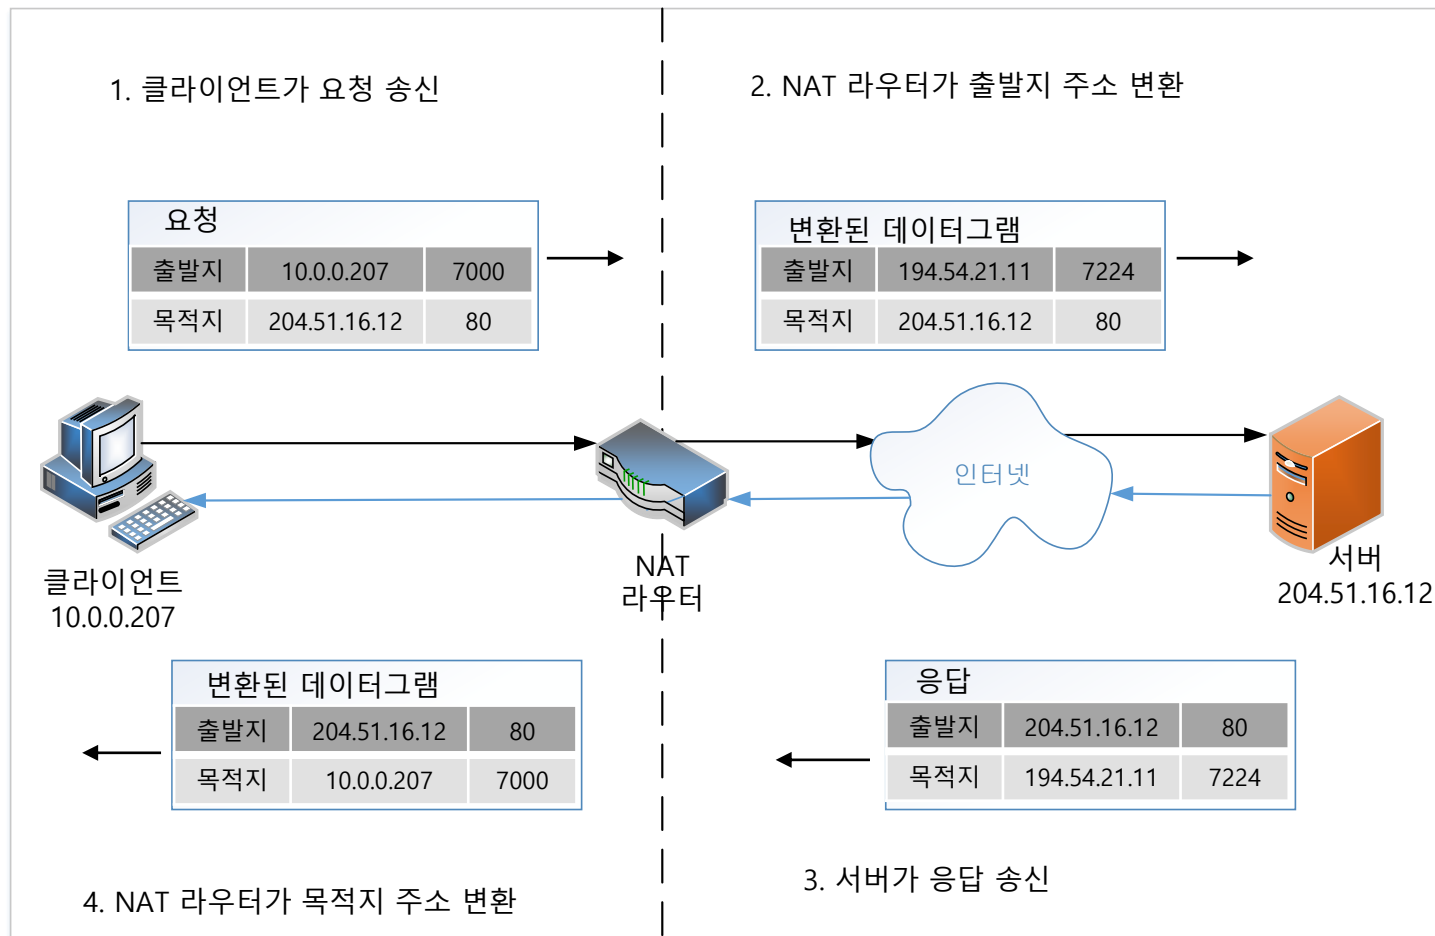 1. 클라이언트가 요청 송신
2. NAT 라우터가 출발지 주소 변환
요청
출발지 10.0.0.207 7000
목적지 204.51.16.12 80
변환된 데이터그램
출발지 194.54.21.11 7224
목적지 204.51.16.12 80
인터넷
클라이언트
10.0.0.207
NAT
라우터
서버
204.51.16.12
변환된 데이터그램
출발지 204.51.16.12 80
목적지 10.0.0.207 7000
응답
출발지 204.51.16.12 80
목적지 194.54.21.11 7224
4. NAT 라우터가 목적지 주소 변환
3. 서버가 응답 송신